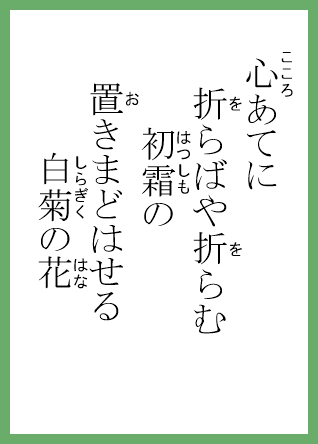 心あてに
折らばや折らむ
初霜の
置きまどはせる
白菊の花
こころ
を
を
はつしも
お
しらぎく
はな